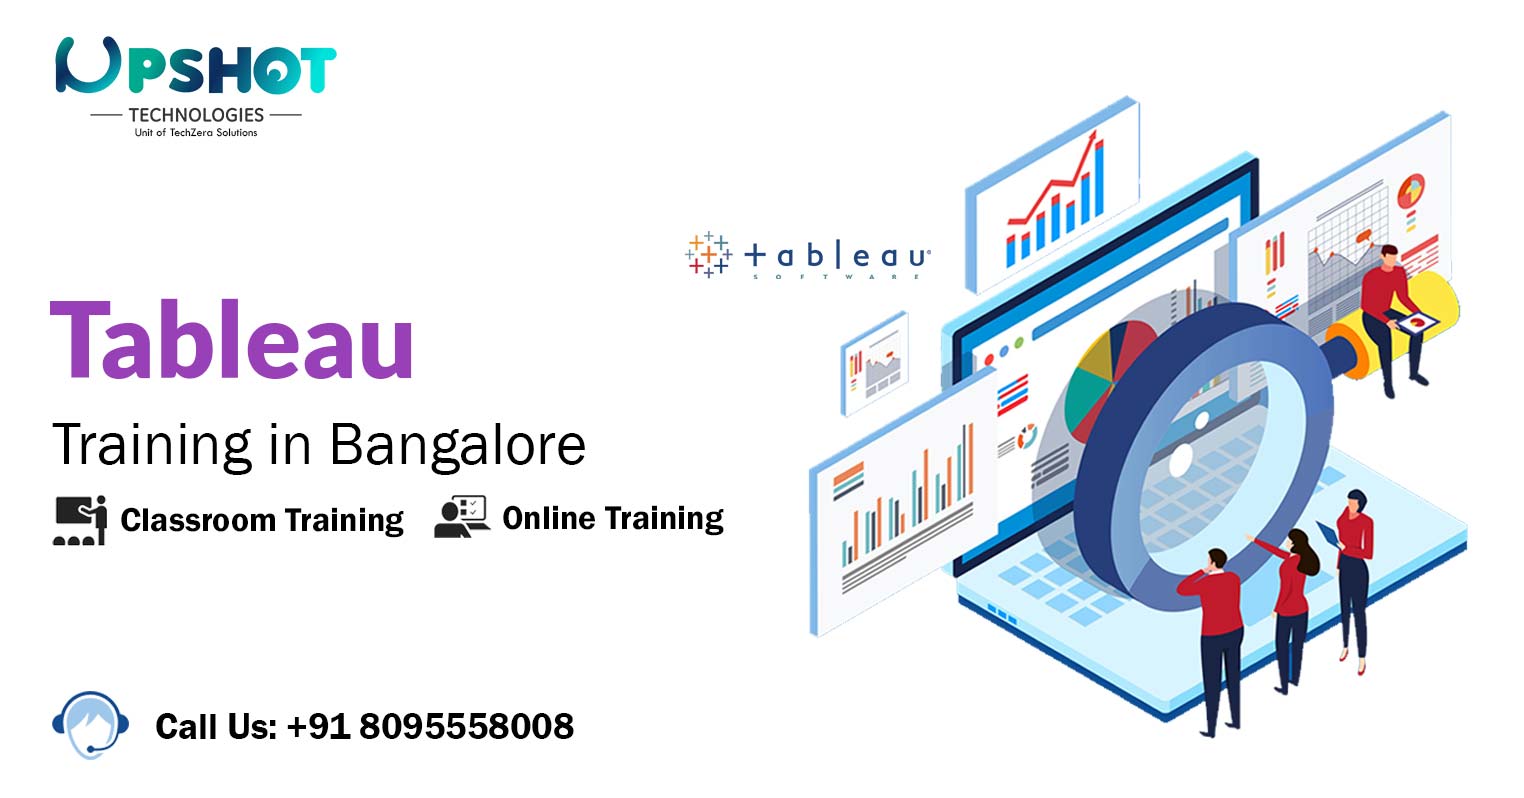 UPSHOT
TECHNOLOGIES
Unit of TechZera Solutions
+ableau®
SOFTWARE
Tableau
Training in Bangalore
Classroom Training
Online Training
Call Us: +91 8095558008